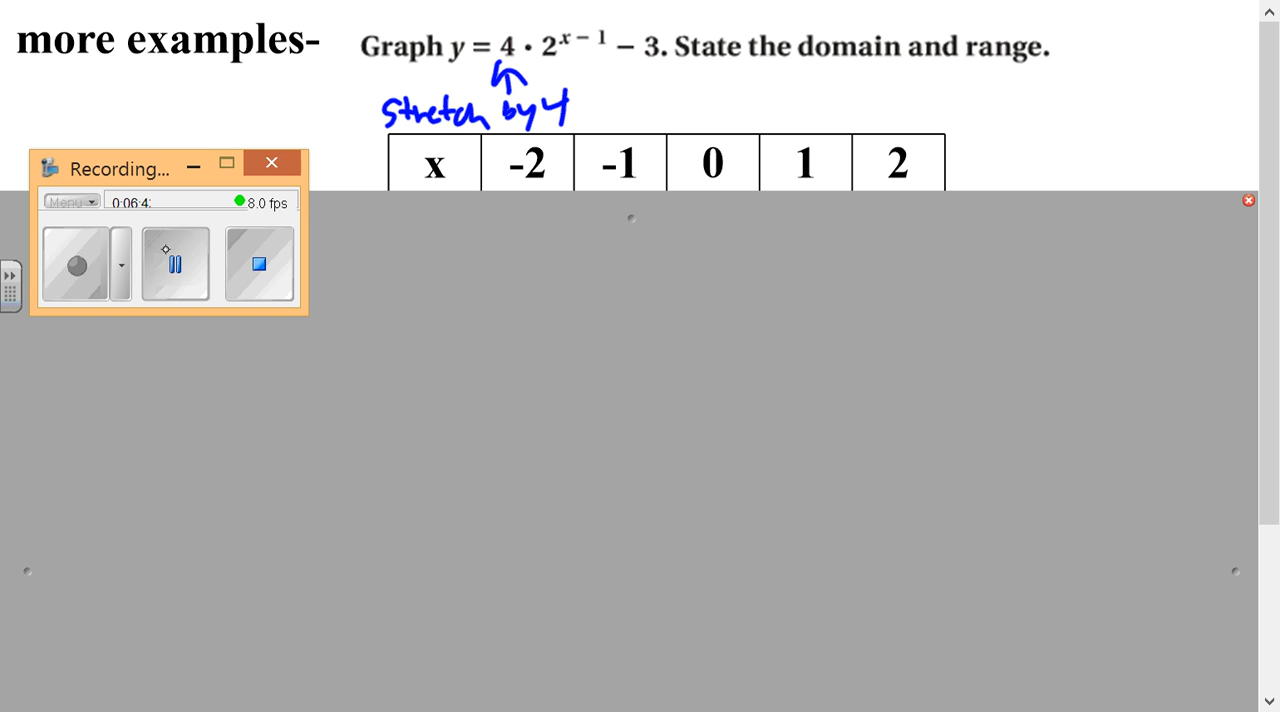 more examples-
Graph y = 4 • 2^{x − 1} − 3. State the domain and range.
Stretch by 4
x -2 -1 0 1 2
Recording...
Menu 0:06:4: 8.0 fps